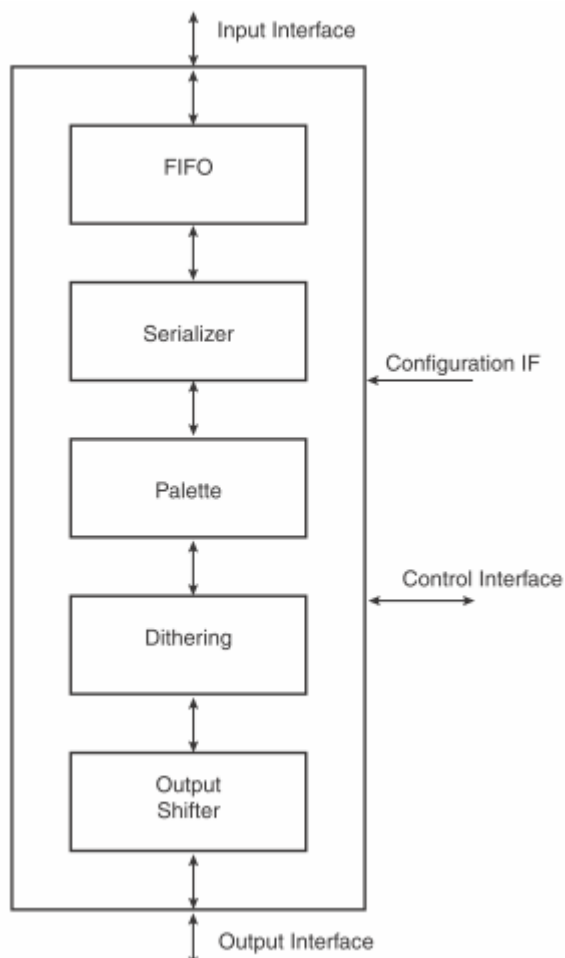 Input Interface
FIFO
Serializer
Configuration IF
Palette
Control Interface
Dithering
Output
Shifter
Output Interface